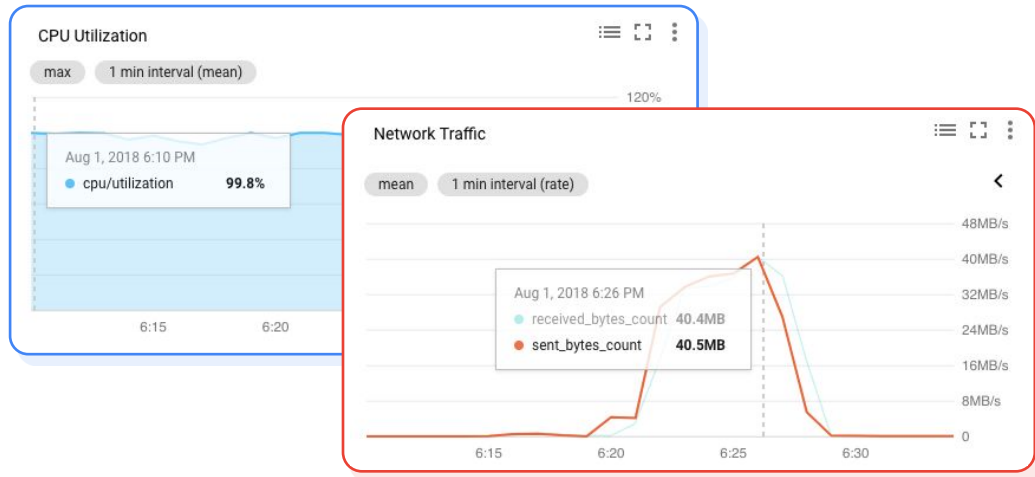 CPU Utilization
max
1 min interval (mean)
120%
Aug 1, 2018 6:10 PM
cpu/utilization 99.8%
6:15 6:20
Network Traffic
mean
1 min interval (rate)
48MB/s
40MB/s
32MB/s
24MB/s
16MB/s
8MB/s
0
Aug 1, 2018 6:26 PM
received_bytes_count 40.4MB
sent_bytes_count 40.5MB
6:15 6:20 6:25 6:30